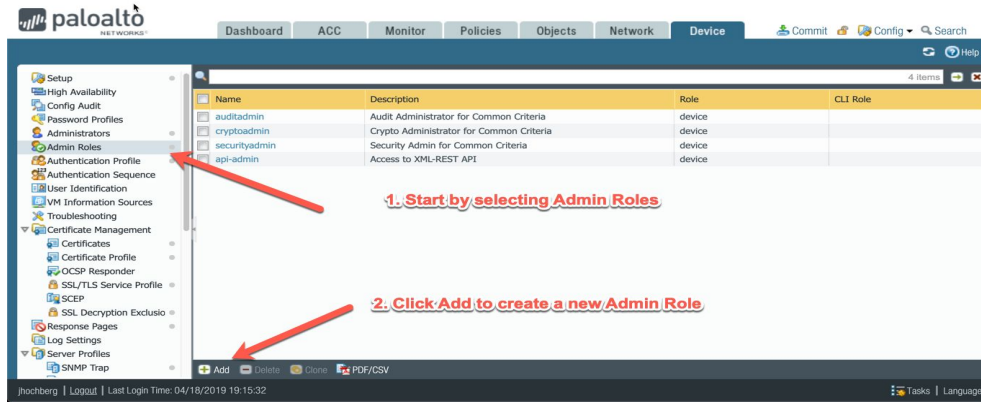 paloalto
NETWORKS®
Dashboard ACC Monitor Policies Objects Network Device Commit Config Search
Help
4 items
Name Description Role CLI Role
auditadmin Audit Administrator for Common Criteria device
cryptoadmin Crypto Administrator for Common Criteria device
securityadmin Security Admin for Common Criteria device
api-admin Access to XML-REST API device
Setup
High Availability
Config Audit
Password Profiles
Administrators
Admin Roles
Authentication Profile
Authentication Sequence
User Identification
VM Information Sources
Troubleshooting
Certificate Management
Certificates
Certificate Profile
OCSP Responder
SSL/TLS Service Profile
SCEP
SSL Decryption Exclusio
Response Pages
Log Settings
Server Profiles
SNMP Trap
1. Start by selecting Admin Roles
2. Click Add to create a new Admin Role
Add Delete Clone PDF/CSV
jhochberg | Logout | Last Login Time: 04/18/2019 19:15:32 Tasks | Language